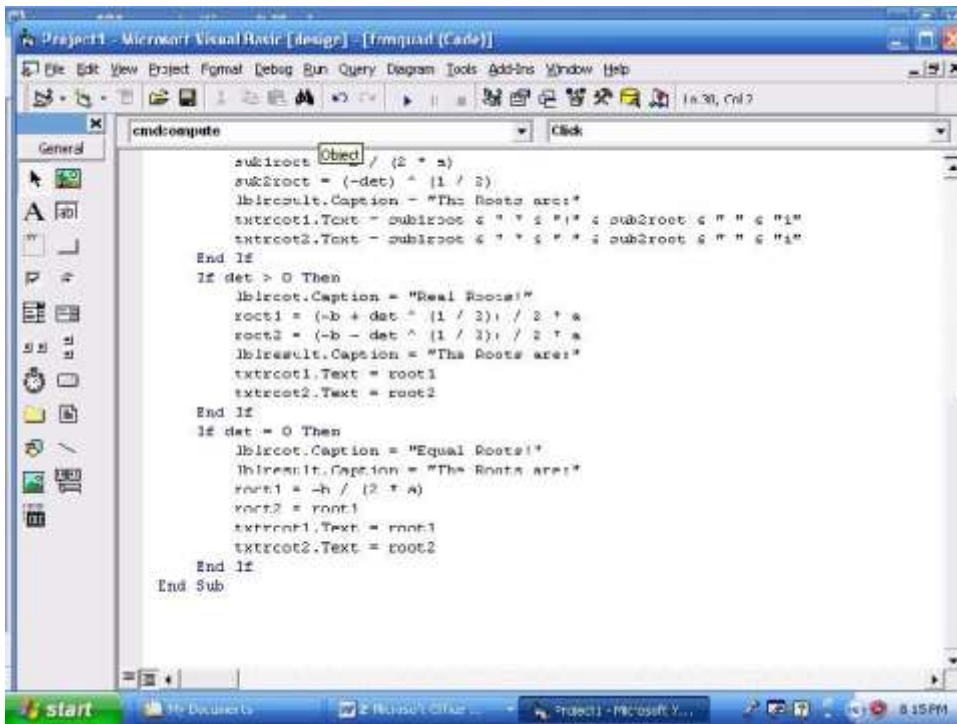 Project1 - Microsoft Visual Basic [design] - [frmquad (Code)]
File Edit View Project Format Debug Run Query Diagram Tools Add-Ins Window Help
Ln 30, Col 2
General
cmdcompute
Click
Object
sub1root / (2 * a)
sub2root = (-det) ^ (1 / 2)
lblresult.Caption = "The Roots are:"
txtroot1.Text = sub1root & " " & & sub2root & " " & "i"
txtroot2.Text = sub1root & " " & & sub2root & " " & "i"
End If
If det > 0 Then
lblroot.Caption = "Real Roots!"
root1 = (-b + det ^ (1 / 2)) / 2 * a
root2 = (-b - det ^ (1 / 2)) / 2 * a
lblresult.Caption = "The Roots are:"
txtroot1.Text = root1
txtroot2.Text = root2
End If
If det = 0 Then
lblroot.Caption = "Equal Roots!"
lblresult.Caption = "The Roots are:"
root1 = -b / (2 * a)
root2 = root1
txtroot1.Text = root1
txtroot2.Text = root2
End If
End Sub
start
My Documents
2 Microsoft Office ...
Project1 - Microsoft V...
8:15 PM